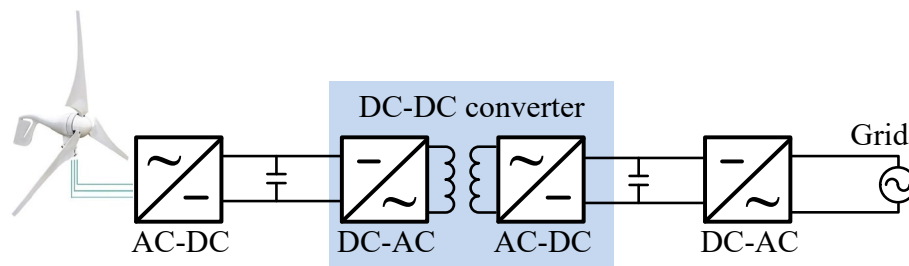 DC-DC converter
Grid
AC-DC
DC-AC
AC-DC
DC-AC